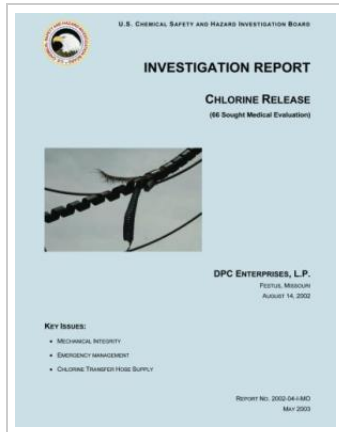 U.S. CHEMICAL SAFETY AND HAZARD INVESTIGATION BOARD
INVESTIGATION REPORT
CHLORINE RELEASE
(66 Sought Medical Evaluation)
DPC ENTERPRISES, L.P.
FESTUS, MISSOURI
AUGUST 14, 2002
KEY ISSUES:
• MECHANICAL INTEGRITY
• EMERGENCY MANAGEMENT
• CHLORINE TRANSFER HOSE SUPPLY
REPORT NO. 2002-04-I-MO
MAY 2003